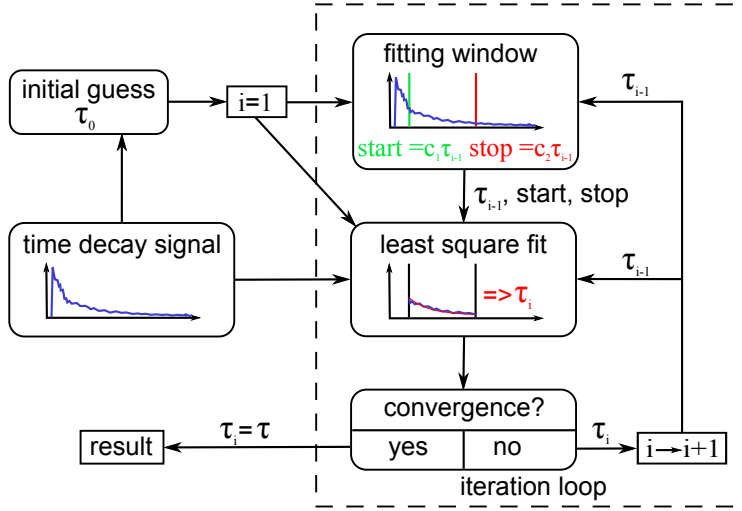 fitting window
initial guess
τ₀
i=1
τᵢ₋₁
start =c₁τᵢ₋₁ stop =c₂τᵢ₋₁
τᵢ₋₁, start, stop
time decay signal
least square fit
τᵢ₋₁
=>τᵢ
convergence?
result
τᵢ= τ
yes
no
τᵢ
i→i+1
iteration loop